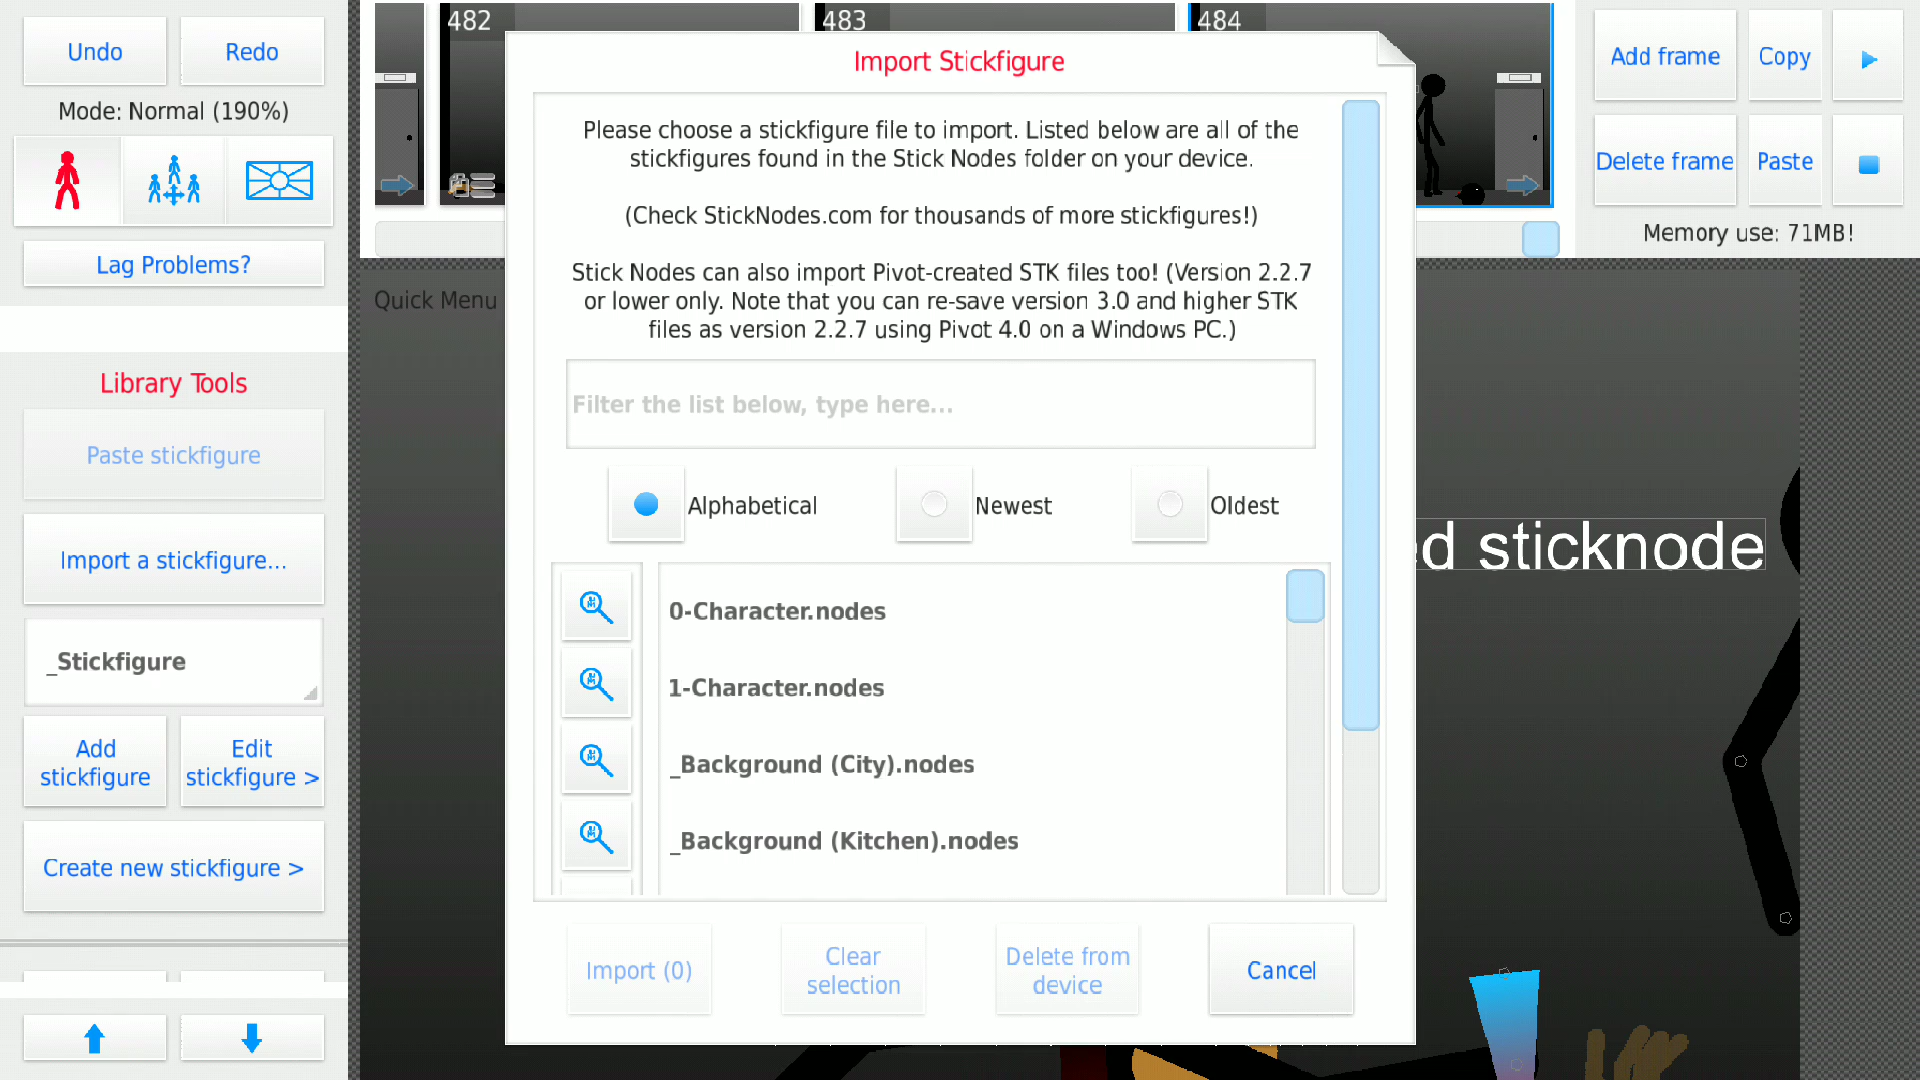 Undo
Redo
Mode: Normal (190%)
Lag Problems?
Library Tools
Paste stickfigure
Import a stickfigure...
_Stickfigure
Add
stickfigure
Edit
stickfigure >
Create new stickfigure >
482
483
484
Quick Menu
Import Stickfigure
Please choose a stickfigure file to import. Listed below are all of the
stickfigures found in the Stick Nodes folder on your device.
(Check StickNodes.com for thousands of more stickfigures!)
Stick Nodes can also import Pivot-created STK files too! (Version 2.2.7
or lower only. Note that you can re-save version 3.0 and higher STK
files as version 2.2.7 using Pivot 4.0 on a Windows PC.)
Filter the list below, type here...
Alphabetical
Newest
Oldest
0-Character.nodes
1-Character.nodes
_Background (City).nodes
_Background (Kitchen).nodes
Import (0)
Clear
selection
Delete from
device
Cancel
Add frame
Copy
Delete frame
Paste
Memory use: 71MB!
d sticknode